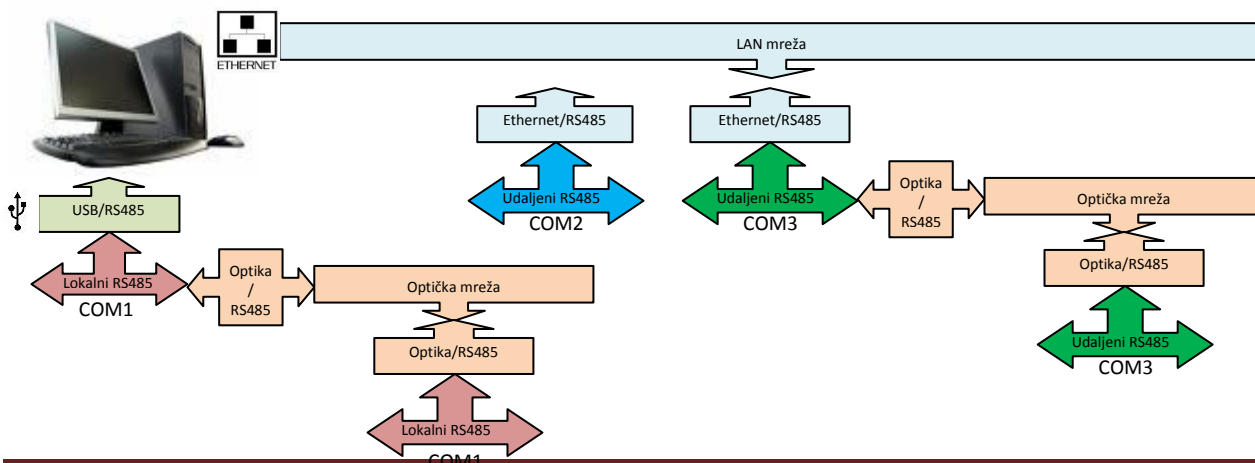 ETHERNET
LAN mreža
Ethernet/RS485
Ethernet/RS485
Udaljeni RS485
COM2
Udaljeni RS485
COM3
Optika
/
RS485
Optička mreža
Optika/RS485
Udaljeni RS485
COM3
USB/RS485
Lokalni RS485
COM1
Optika
/
RS485
Optička mreža
Optika/RS485
Lokalni RS485
COM1